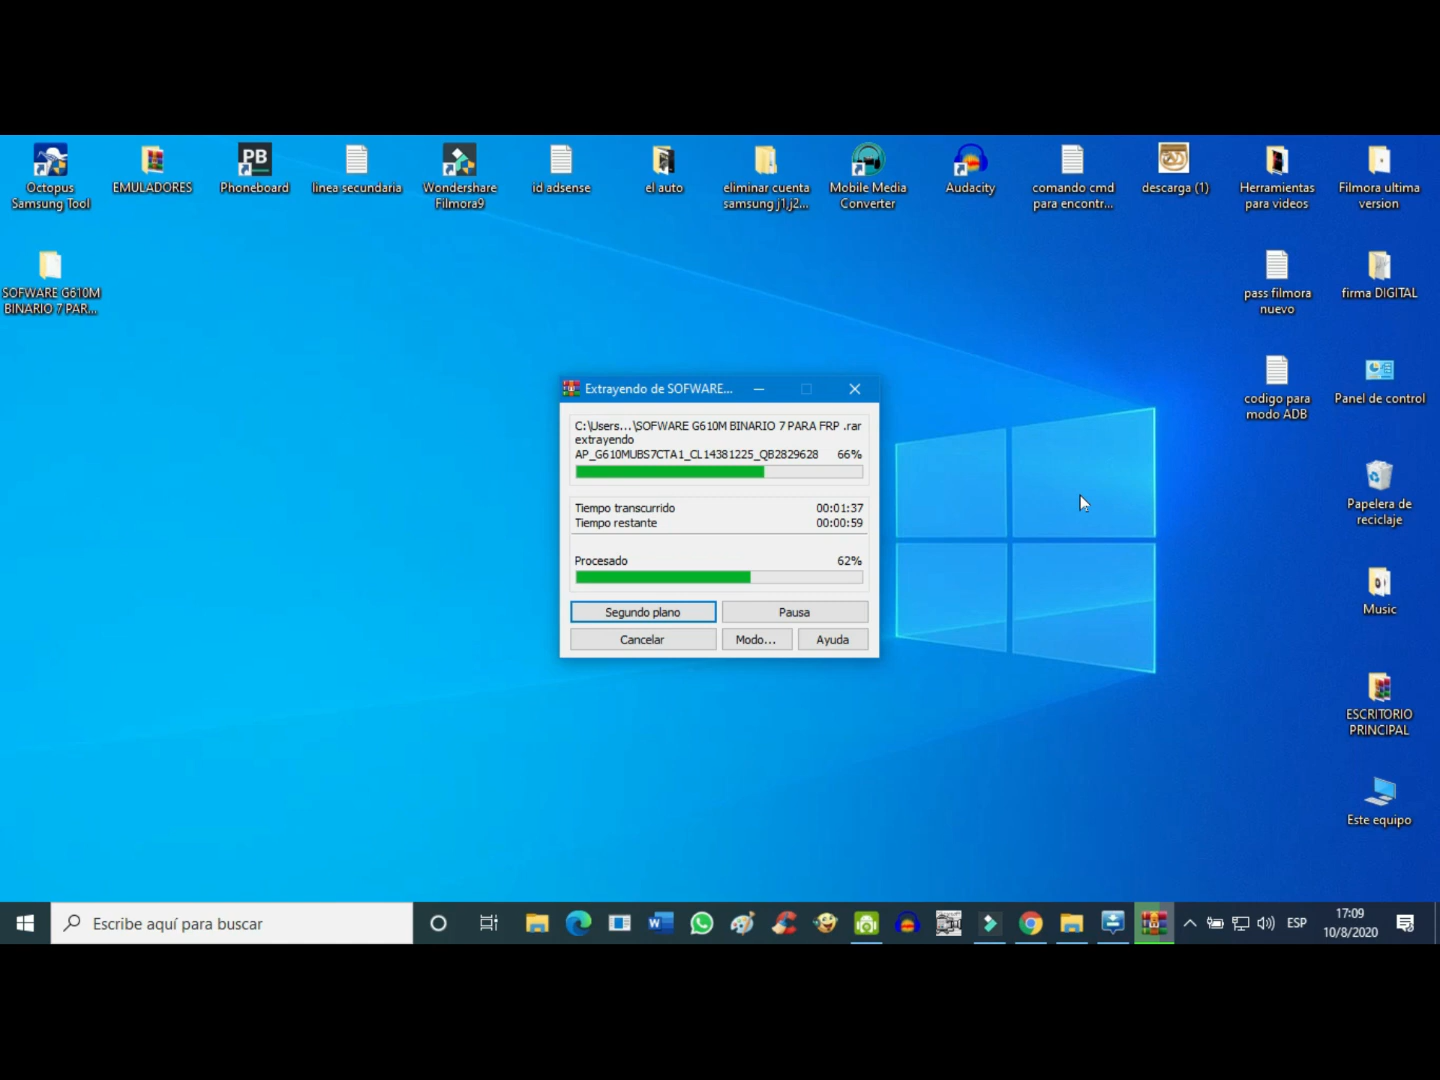 Octopus
Samsung Tool
EMULADORES
PB
Phoneboard
linea secundaria
Wondershare
Filmora9
id adsense
el auto
eliminar cuenta
samsung j1,j2...
Mobile Media
Converter
Audacity
comando cmd
para encontr...
descarga (1)
Herramientas
para videos
Filmora ultima
version
SOFWARE G610M
BINARIO 7 PAR...
pass filmora
nuevo
firma DIGITAL
codigo para
modo ADB
Panel de control
Papelera de
reciclaje
Music
ESCRITORIO
PRINCIPAL
Este equipo
Extrayendo de SOFWARE...
C:\Users...\SOFWARE G610M BINARIO 7 PARA FRP .rar
extrayendo
AP_G610MUBS7CTA1_CL14381225_QB2829628 66%
Tiempo transcurrido 00:01:37
Tiempo restante 00:00:59
Procesado 62%
Segundo plano Pausa
Cancelar Modo... Ayuda
Escribe aquí para buscar
ESP
17:09
10/8/2020